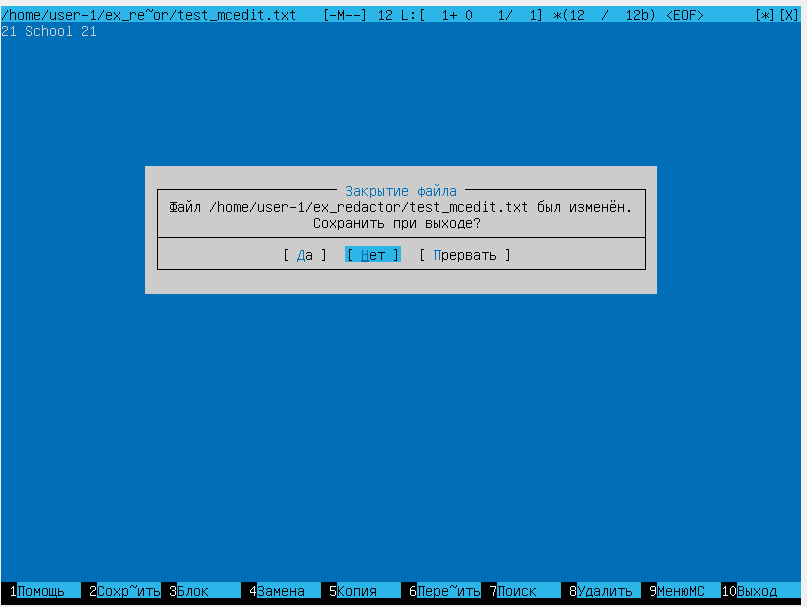 /home/user-1/ex_re~or/test_mcedit.txt [-M--] 12 L:[ 1+ 0 1/ 1] *(12 / 12b) <EOF> [*][X]
21 School 21
Закрытие файла
Файл /home/user-1/ex_redactor/test_mcedit.txt был изменён.
Сохранить при выходе?
[ Да ] [ Нет ] [ Прервать ]
1Помощь 2Сохр~ить 3Блок 4Замена 5Копия 6Пере~ить 7Поиск 8Удалить 9МенюMC 10Выход